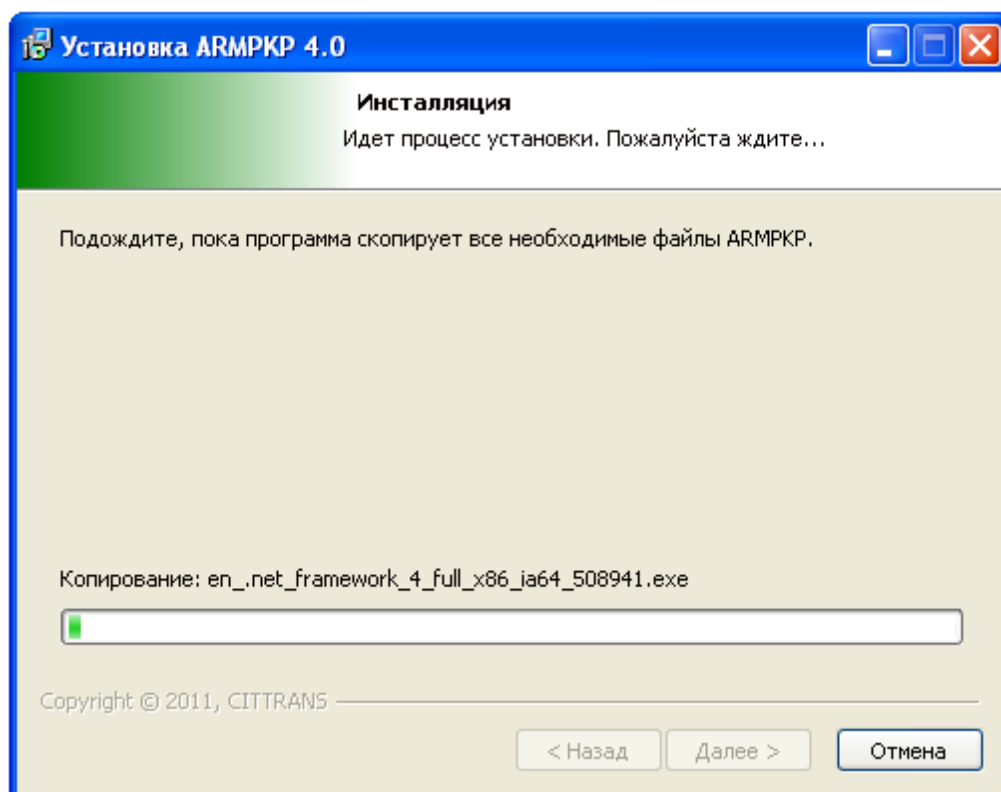 Установка ARMPKP 4.0
Инсталляция
Идет процесс установки. Пожалуйста ждите...
Подождите, пока программа скопирует все необходимые файлы ARMPKP.
Копирование: en_.net_framework_4_full_x86_ia64_508941.exe
Copyright © 2011, CITTRANS
< Назад
Далее >
Отмена